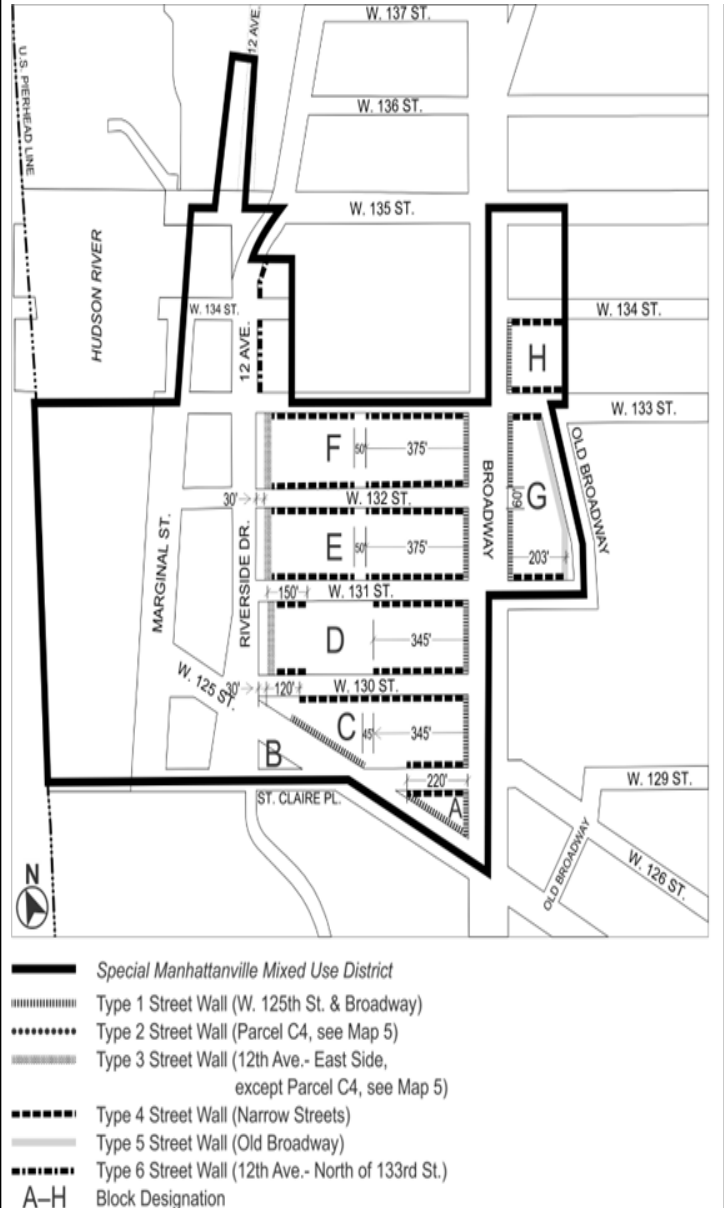 W. 137 ST.
12 AVE.
U.S. PIERHEAD LINE
W. 136 ST.
W. 135 ST.
HUDSON RIVER
W. 134 ST.
W. 134 ST.
12 AVE.
H
W. 133 ST.
OLD BROADWAY
F
50'
375'
BROADWAY
G
60'
30'
W. 132 ST.
MARGINAL ST.
RIVERSIDE DR.
E
50'
375'
203'
150'
W. 131 ST.
D
345'
W. 125 ST.
30'
120'
W. 130 ST.
C
45'
345'
B
220'
A
W. 129 ST.
ST. CLAIRE PL.
OLD BROADWAY
W. 126 ST.
N
Special Manhattanville Mixed Use District
Type 1 Street Wall (W. 125th St. & Broadway)
Type 2 Street Wall (Parcel C4, see Map 5)
Type 3 Street Wall (12th Ave.- East Side,
except Parcel C4, see Map 5)
Type 4 Street Wall (Narrow Streets)
Type 5 Street Wall (Old Broadway)
Type 6 Street Wall (12th Ave.- North of 133rd St.)
A–H Block Designation